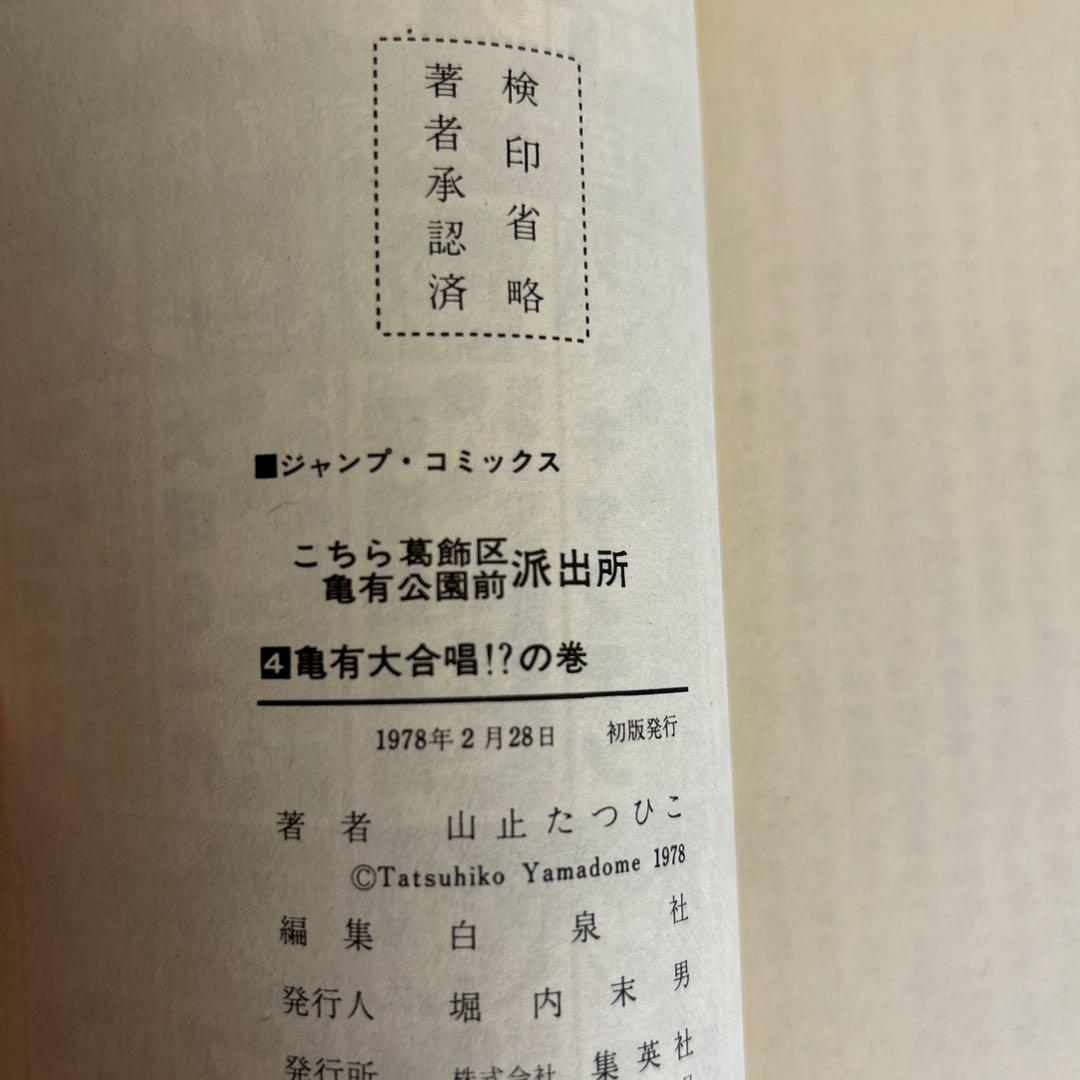 検印省略
著者承認済
■ジャンプ・コミックス
こちら葛飾区
亀有公園前派出所
4亀有大合唱!?の巻
1978年2月28日 初版発行
著者 山止たつひこ
©Tatsuhiko Yamadome 1978
編集 白泉社
発行人 堀内末男
発行所 株式会社 集英社